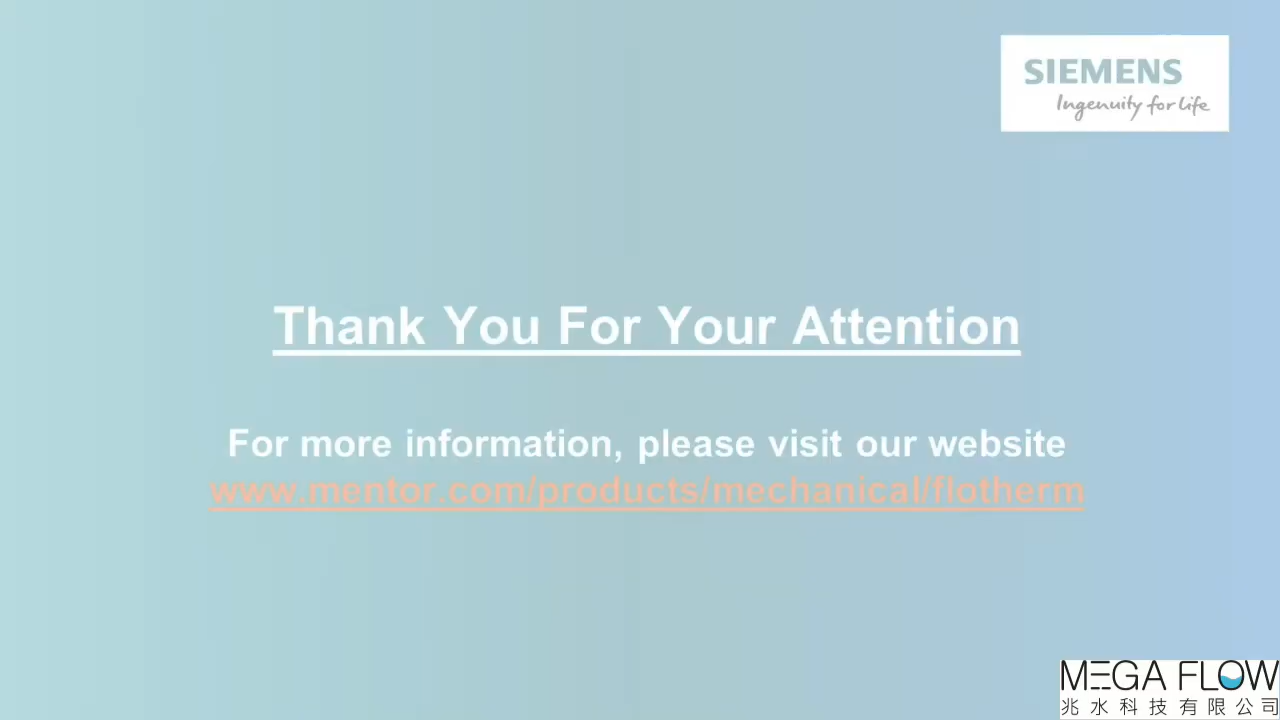 SIEMENS
Ingenuity for life
Thank You For Your Attention
For more information, please visit our website
www.mentor.com/products/mechanical/flotherm
MEGA FLOW
兆水科技有限公司